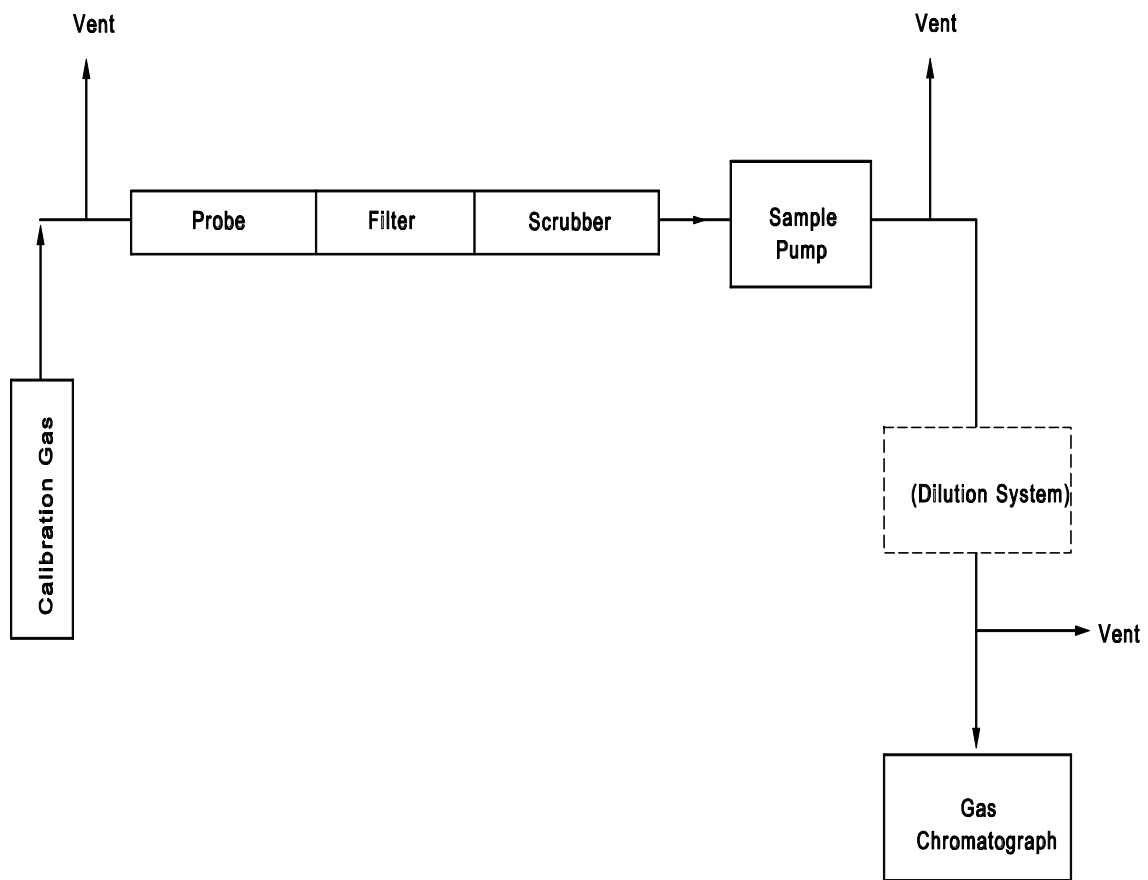 Vent
Vent
Probe
Filter
Scrubber
Sample
Pump
Calibration Gas
(Dilution System)
Vent
Gas
Chromatograph